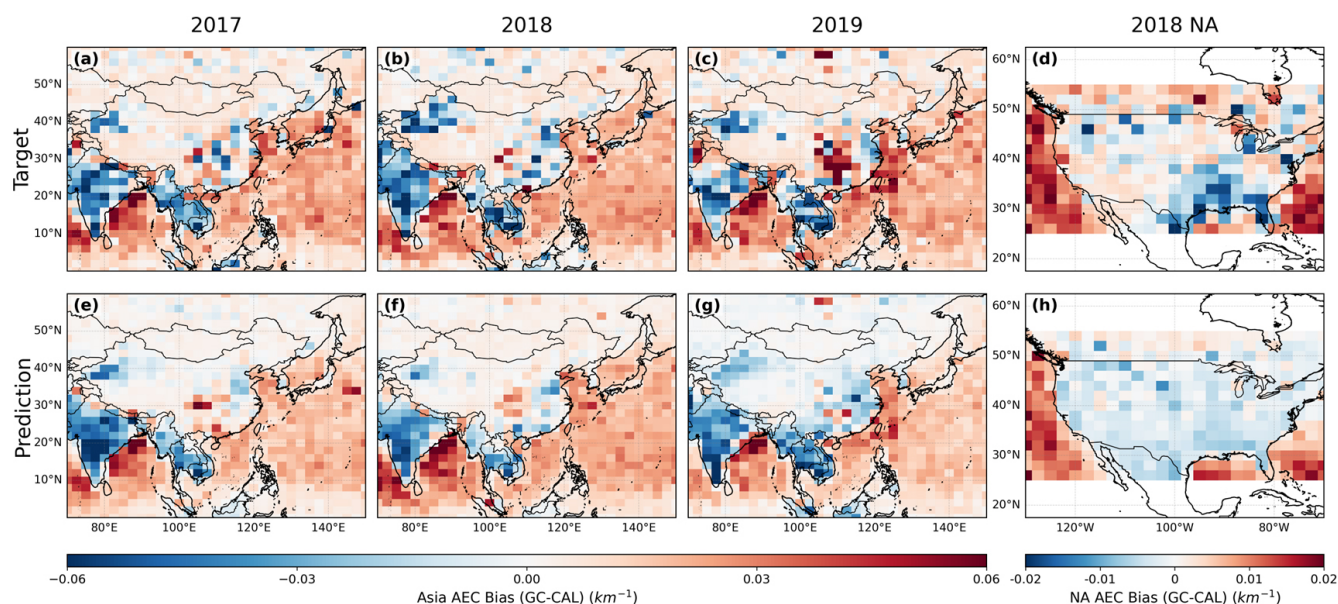 2017 2018 2019 2018 NA
Target
(a) (b) (c) (d)
50°N 60°N
40°N 50°N
30°N 40°N
20°N 30°N
10°N 20°N
Prediction
(e) (f) (g) (h)
50°N 60°N
40°N 50°N
30°N 40°N
20°N 30°N
10°N 20°N
80°E 100°E 120°E 140°E 80°E 100°E 120°E 140°E 80°E 100°E 120°E 140°E 120°W 100°W 80°W
−0.06 −0.03 0.00 0.03 0.06 -0.02 -0.01 0 0.01 0.02
Asia AEC Bias (GC-CAL) (km⁻¹) NA AEC Bias (GC-CAL) (km⁻¹)